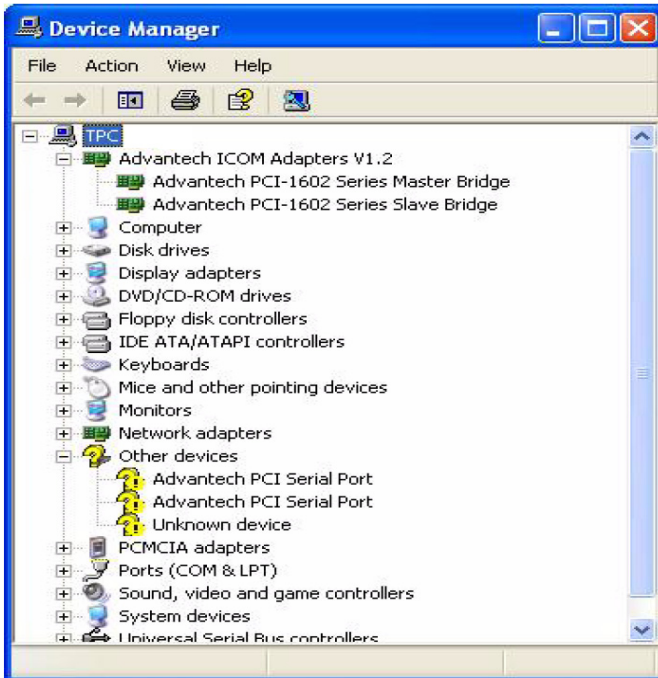 Device Manager
File Action View Help
TPC
Advantech ICOM Adapters V1.2
Advantech PCI-1602 Series Master Bridge
Advantech PCI-1602 Series Slave Bridge
Computer
Disk drives
Display adapters
DVD/CD-ROM drives
Floppy disk controllers
IDE ATA/ATAPI controllers
Keyboards
Mice and other pointing devices
Monitors
Network adapters
Other devices
Advantech PCI Serial Port
Advantech PCI Serial Port
Unknown device
PCMCIA adapters
Ports (COM & LPT)
Sound, video and game controllers
System devices
Universal Serial Bus controllers